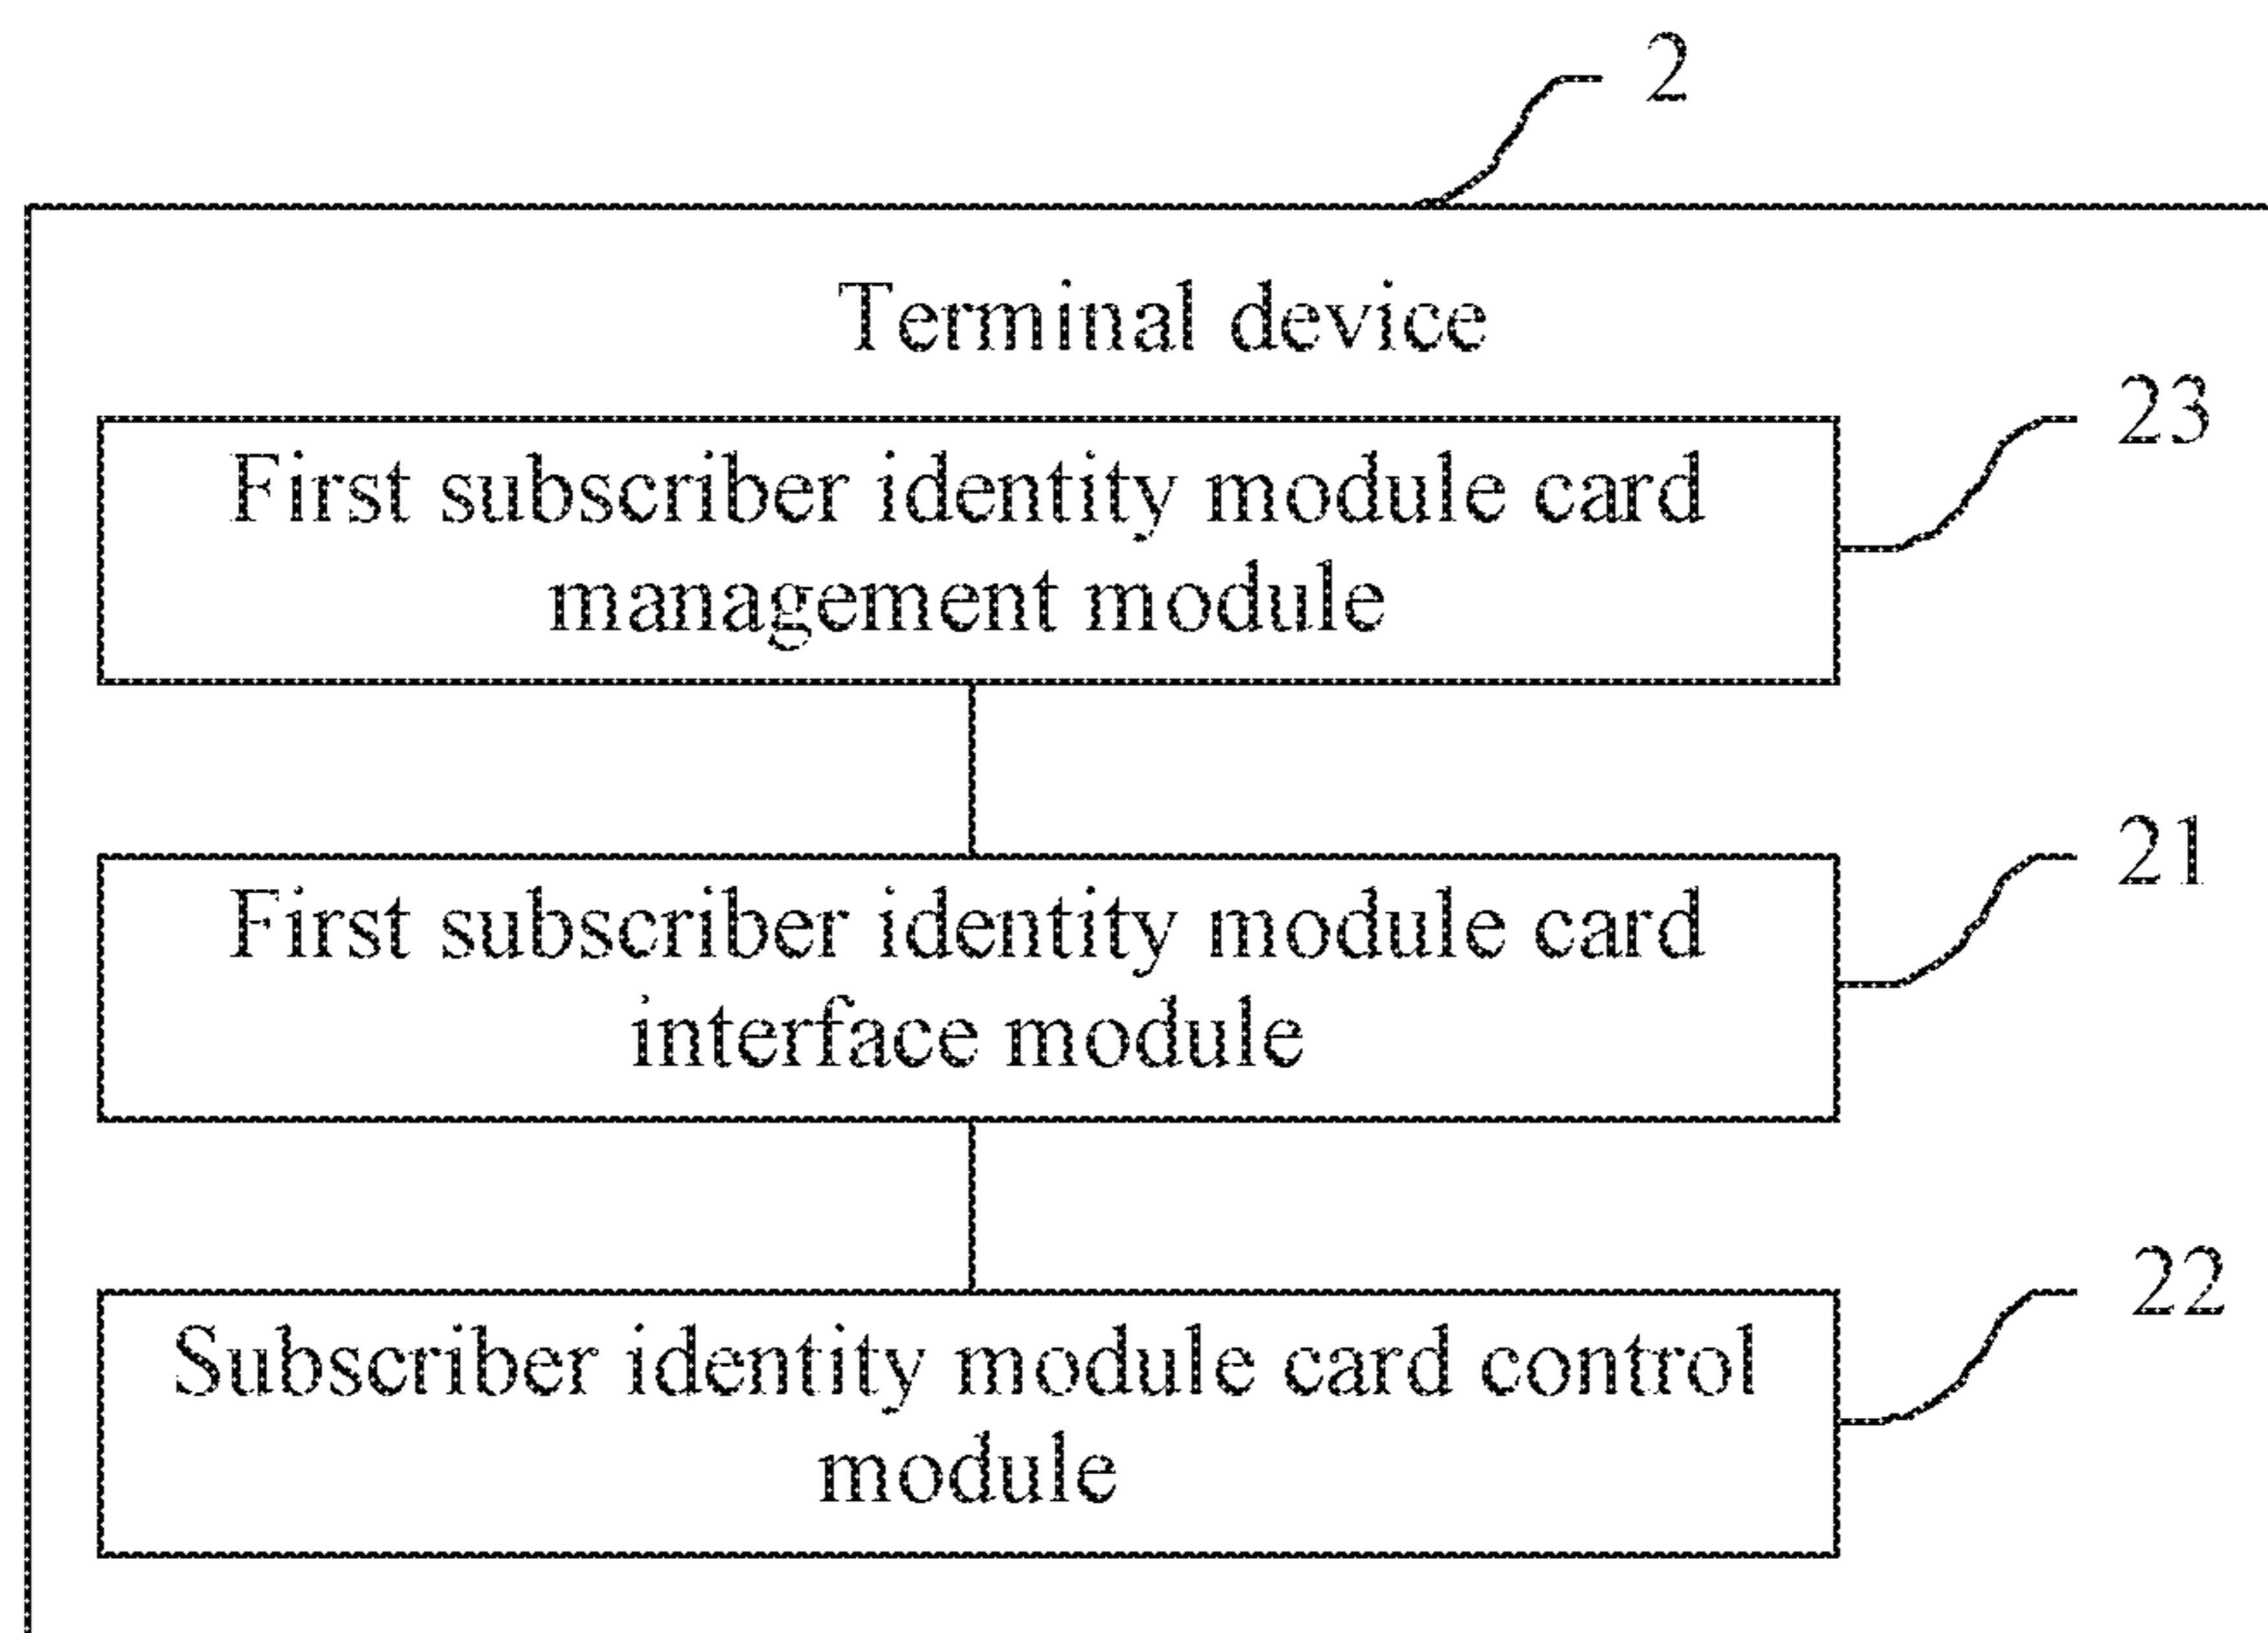 2
Terminal device
23
First subscriber identity module card
management module
21
First subscriber identity module card
interface module
22
Subscriber identity module card control
module